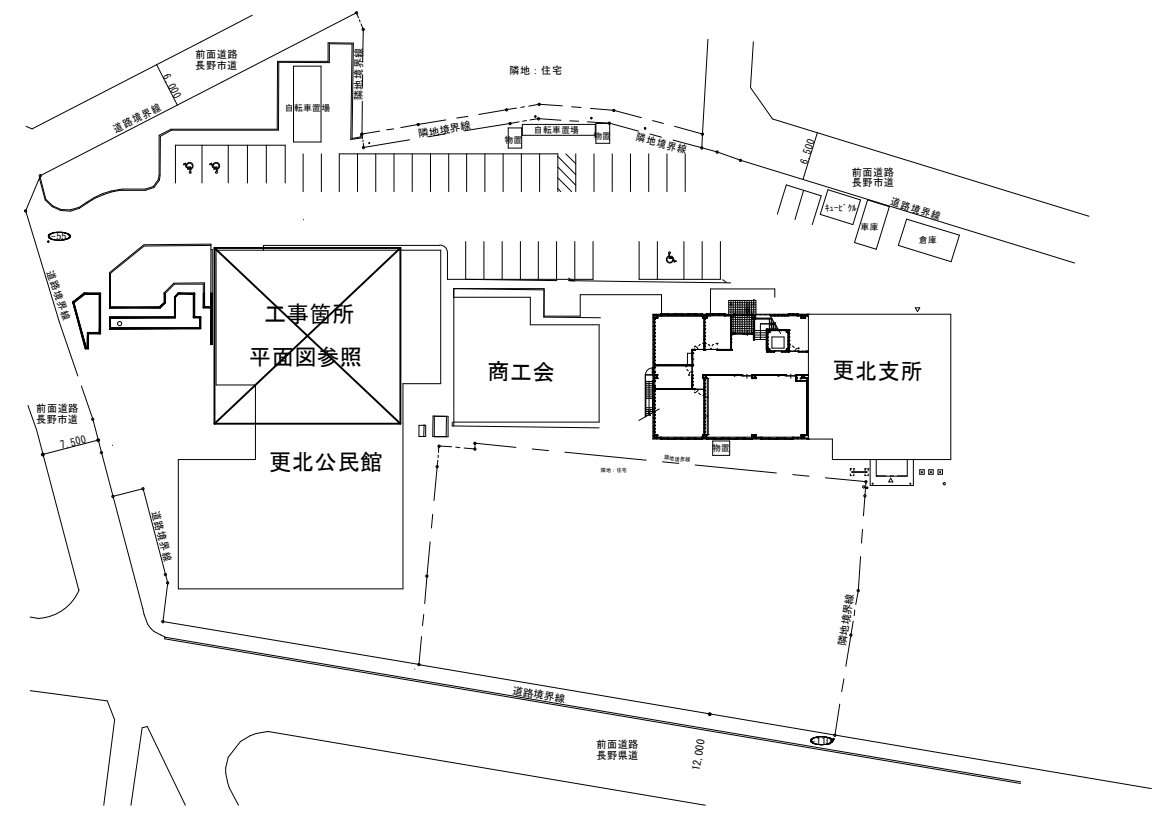 前面道路
長野市道
6,000
道路境界線
隣地境界線
隣地：住宅
自転車置場
隣地境界線
物置
自転車置場
物置
隣地境界線
6,500
前面道路
長野市道
道路境界線
キュービクル
車庫
倉庫
道路境界線
工事箇所
平面図参照
商工会
更北支所
前面道路
長野市道
7,500
更北公民館
物置
隣地境界線
隣地：住宅
道路境界線
隣地境界線
道路境界線
前面道路
長野県道
12,000